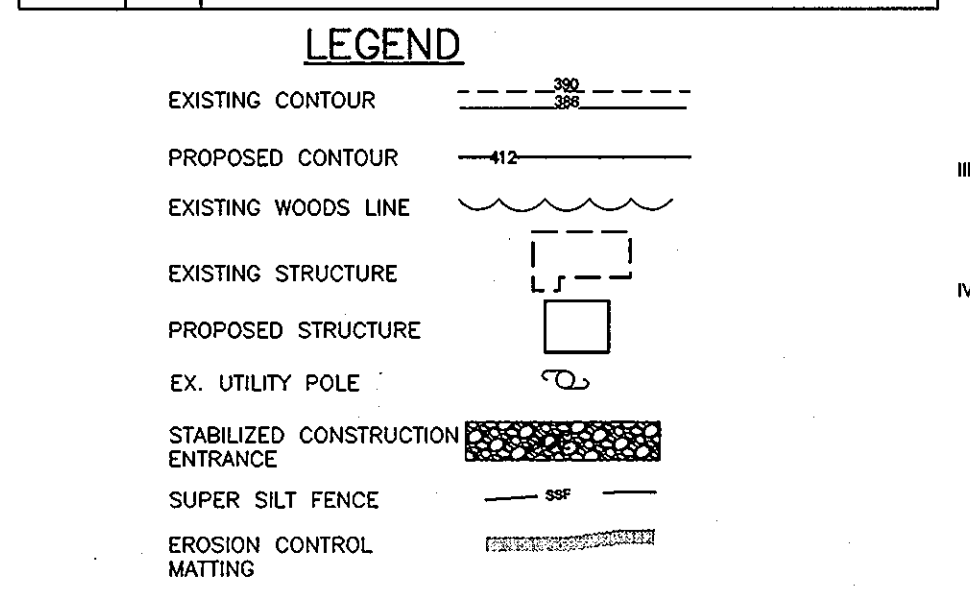 LEGEND
EXISTING CONTOUR
390
386
PROPOSED CONTOUR
412
EXISTING WOODS LINE
EXISTING STRUCTURE
PROPOSED STRUCTURE
EX. UTILITY POLE
STABILIZED CONSTRUCTION
ENTRANCE
SUPER SILT FENCE
SSF
EROSION CONTROL
MATTING
III
IV